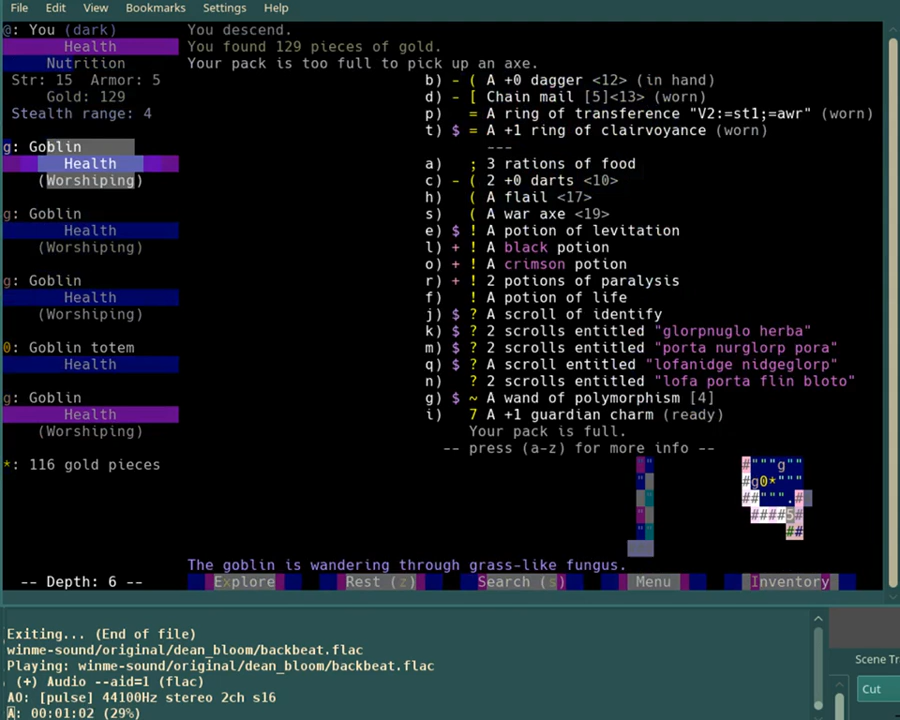 File Edit View Bookmarks Settings Help
@: You (dark)
Health
Nutrition
Str: 15 Armor: 5
Gold: 129
Stealth range: 4
g: Goblin
Health
(Worshiping)
g: Goblin
Health
(Worshiping)
g: Goblin
Health
(Worshiping)
0: Goblin totem
Health
g: Goblin
Health
(Worshiping)
*: 116 gold pieces
-- Depth: 6 --
You descend.
You found 129 pieces of gold.
Your pack is too full to pick up an axe.
b) - ( A +0 dagger <12> (in hand)
d) - [ Chain mail [5]<13> (worn)
p) = A ring of transference "V2:=st1;=awr" (worn)
t) $ = A +1 ring of clairvoyance (worn)
---
a) ; 3 rations of food
c) - ( 2 +0 darts <10>
h) ( A flail <17>
s) ( A war axe <19>
e) $ ! A potion of levitation
l) + ! A black potion
o) + ! A crimson potion
r) + ! 2 potions of paralysis
f) ! A potion of life
j) $ ? A scroll of identify
k) $ ? 2 scrolls entitled "glorpnuglo herba"
m) $ ? 2 scrolls entitled "porta nurglorp pora"
q) $ ? A scroll entitled "lofanidge nidgeglorp"
n) ? 2 scrolls entitled "lofa porta flin bloto"
g) $ ~ A wand of polymorphism [4]
i) 7 A +1 guardian charm (ready)
Your pack is full.
-- press (a-z) for more info --
#"""g"
#g0*"""
##""".#
####5#
##
The goblin is wandering through grass-like fungus.
Explore Rest (z) Search (s) Menu Inventory
Exiting... (End of file)
winme-sound/original/dean_bloom/backbeat.flac
Playing: winme-sound/original/dean_bloom/backbeat.flac
(+) Audio --aid=1 (flac)
AO: [pulse] 44100Hz stereo 2ch s16
A: 00:01:02 (29%)
Scene Tr
Cut